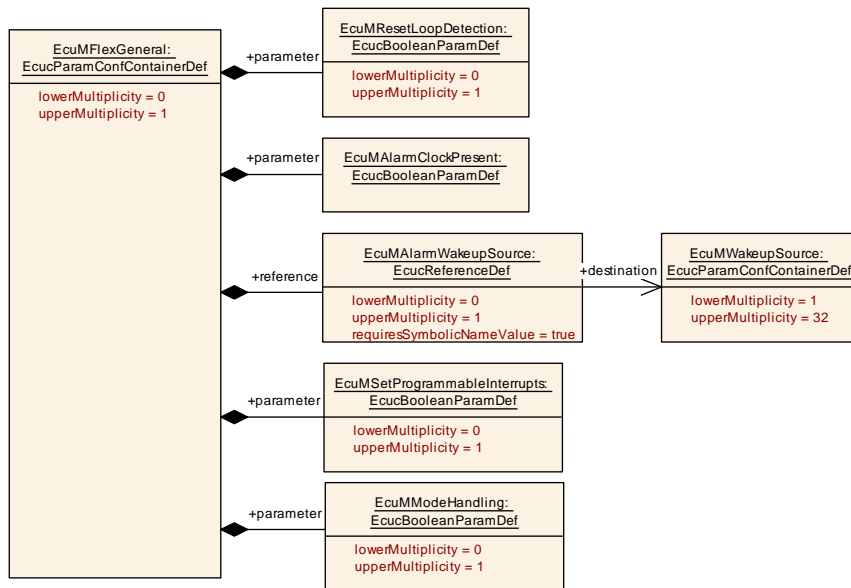 EcuMFlexGeneral:
EcucParamConfContainerDef
lowerMultiplicity = 0
upperMultiplicity = 1
+parameter
EcuMResetLoopDetection:
EcucBooleanParamDef
lowerMultiplicity = 0
upperMultiplicity = 1
+parameter
EcuMAlarmClockPresent:
EcucBooleanParamDef
+reference
EcuMAlarmWakeupSource:
EcucReferenceDef
lowerMultiplicity = 0
upperMultiplicity = 1
requiresSymbolicNameValue = true
+destination
EcuMWakeupSource:
EcucParamConfContainerDef
lowerMultiplicity = 1
upperMultiplicity = 32
+parameter
EcuMSetProgrammableInterrupts:
EcucBooleanParamDef
lowerMultiplicity = 0
upperMultiplicity = 1
+parameter
EcuMModeHandling:
EcucBooleanParamDef
lowerMultiplicity = 0
upperMultiplicity = 1